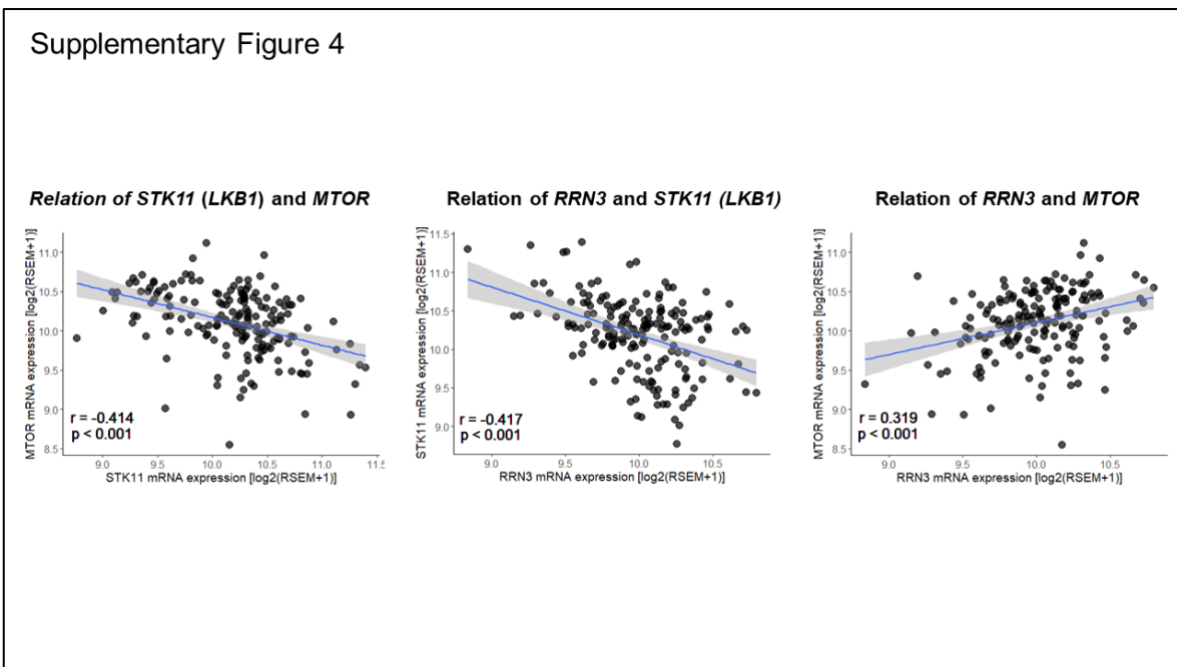 Supplementary Figure 4
Relation of STK11 (LKB1) and MTOR
MTOR mRNA expression [log2(RSEM+1)]
11.0
10.5
10.0
9.5
9.0
8.5
r = -0.414
p < 0.001
9.0 9.5 10.0 10.5 11.0 11.5
STK11 mRNA expression [log2(RSEM+1)]
Relation of RRN3 and STK11 (LKB1)
STK11 mRNA expression [log2(RSEM+1)]
11.5
11.0
10.5
10.0
9.5
9.0
r = -0.417
p < 0.001
9.0 9.5 10.0 10.5
RRN3 mRNA expression [log2(RSEM+1)]
Relation of RRN3 and MTOR
MTOR mRNA expression [log2(RSEM+1)]
11.0
10.5
10.0
9.5
9.0
8.5
r = 0.319
p < 0.001
9.0 9.5 10.0 10.5
RRN3 mRNA expression [log2(RSEM+1)]